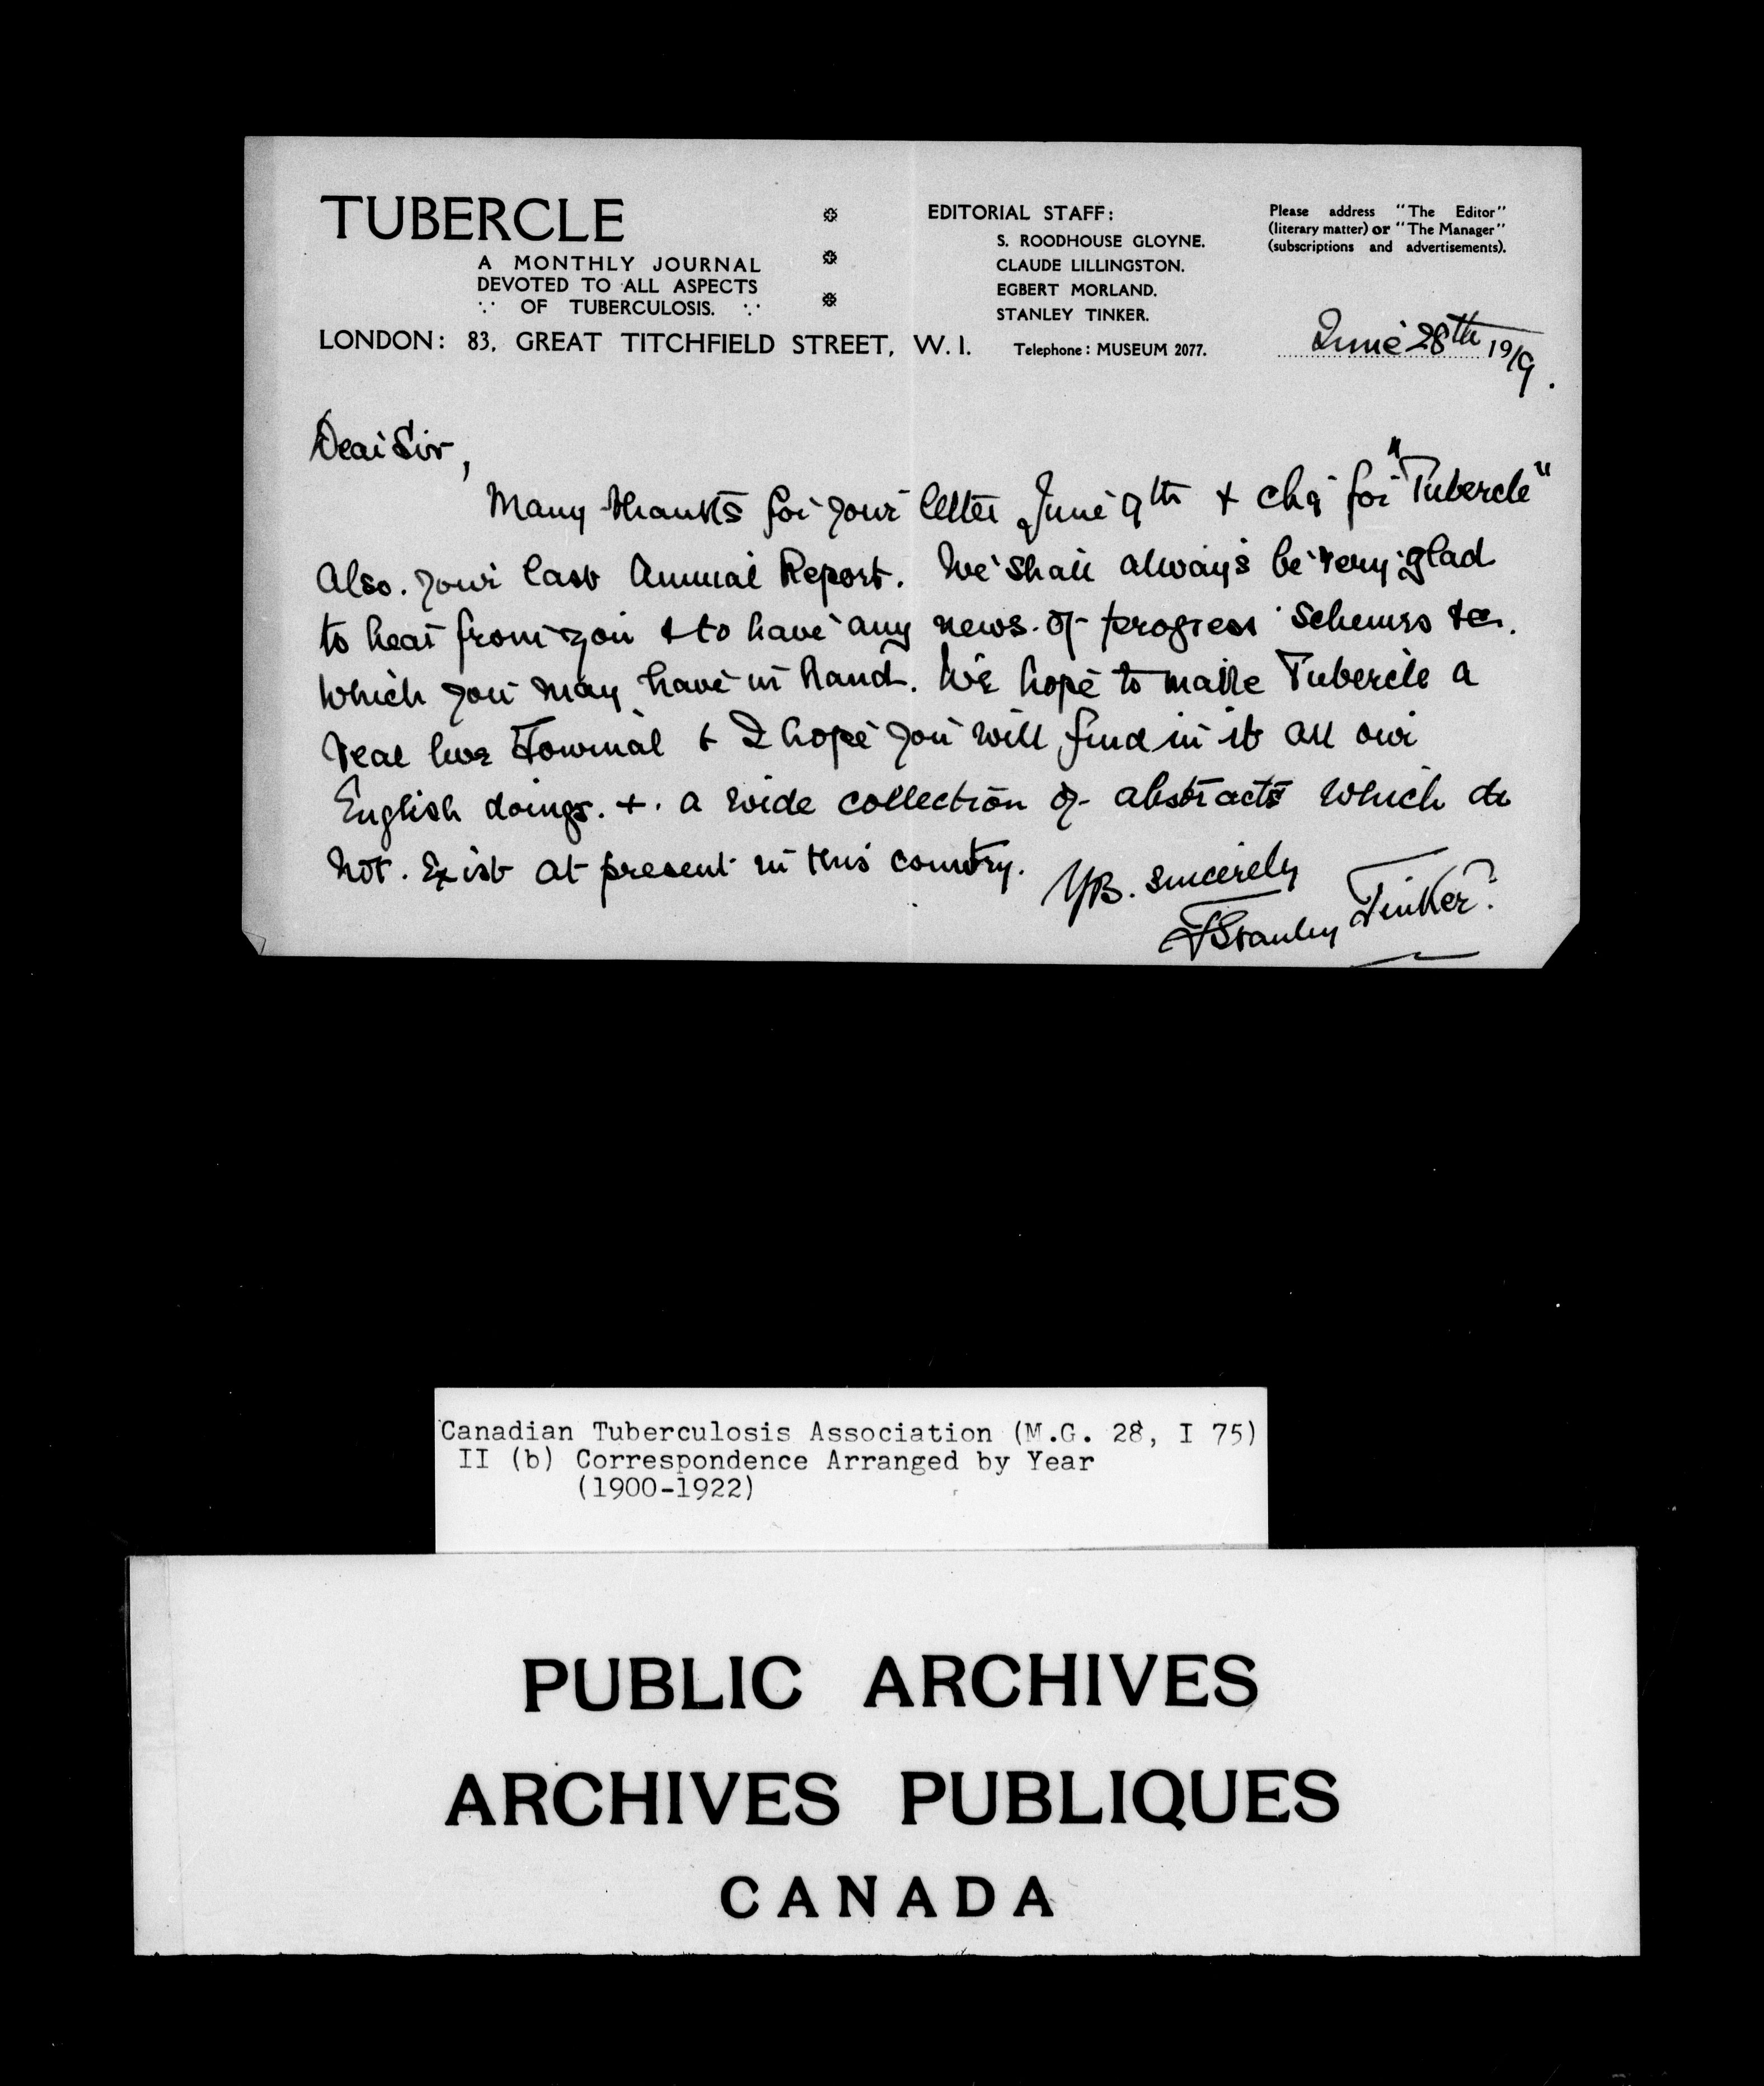 TUBERCLE
A MONTHLY JOURNAL
DEVOTED TO ALL ASPECTS
OF TUBERCULOSIS.
LONDON: 83, GREAT TITCHFIELD STREET, W. 1.
EDITORIAL STAFF:
S. ROODHOUSE GLOYNE.
CLAUDE LILLINGSTON.
EGBERT MORLAND.
STANLEY TINKER.
Telephone: MUSEUM 2077.
Please address "The Editor"
(literary matter) or "The Manager"
(subscriptions and advertisements).
June 28th 1919.
Dear Sir,
Many thanks for your letter June 9th + chq for "Tubercle"
Also. your last Annual Report. We shall always be very glad
to hear from you & to have any news of progress schemes &c.
which you may have in hand. We hope to make Tubercle a
real live Journal & I hope you will find in it all our
English doings. +. a wide collection of abstracts which do
not. exist at present in this country.
Yrs. sincerely
Stanley Tinker.
Canadian Tuberculosis Association (M.G. 28, I 75)
II (b) Correspondence Arranged by Year
(1900-1922)
PUBLIC ARCHIVES
ARCHIVES PUBLIQUES
CANADA